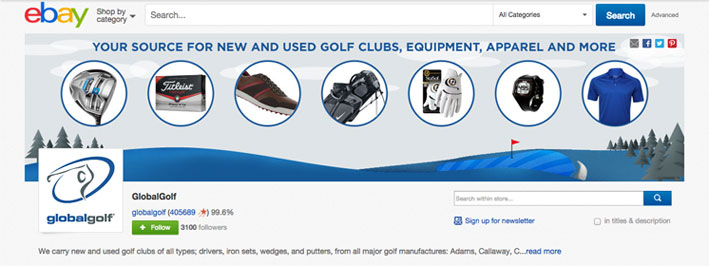 ebay Shop by category Search... All Categories Search Advanced
YOUR SOURCE FOR NEW AND USED GOLF CLUBS, EQUIPMENT, APPAREL AND MORE
Titleist
GlobalGolf
globalgolf
globalgolf (405689 ) 99.6%
Search within store...
+ Follow 3100 followers
Sign up for newsletter
in titles & description
We carry new and used golf clubs of all types; drivers, iron sets, wedges, and putters, from all major golf manufactures: Adams, Callaway, C...read more